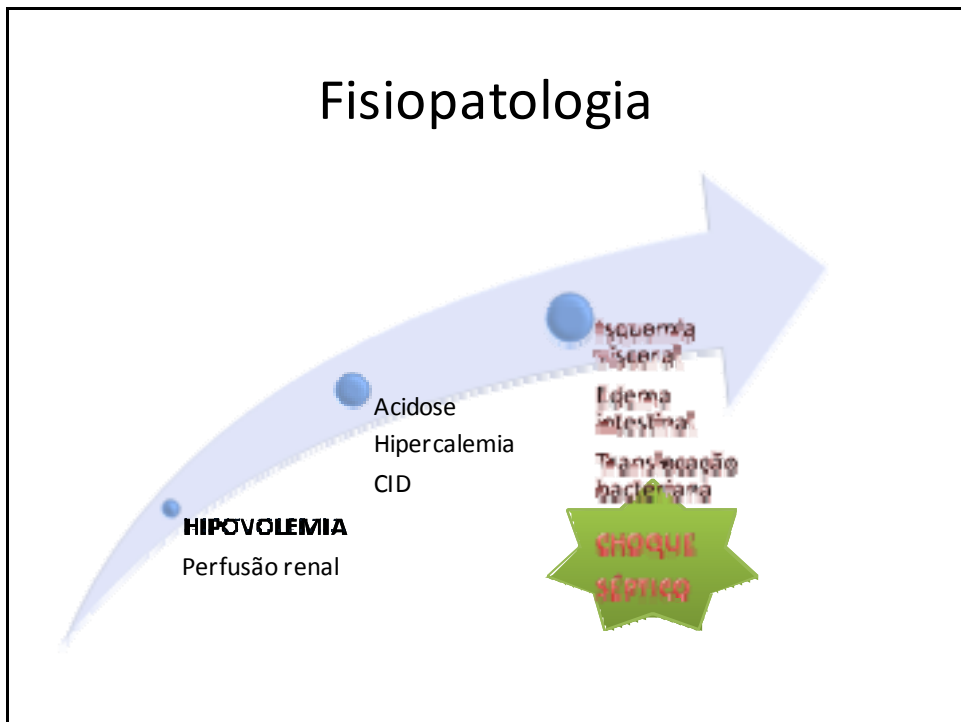 Fisiopatologia
HIPOVOLEMIA
Perfusão renal
Acidose
Hipercalemia
CID
Isquemia
visceral
Edema
intestinal
Translocação
bacteriana
CHOQUE
SÉPTICO